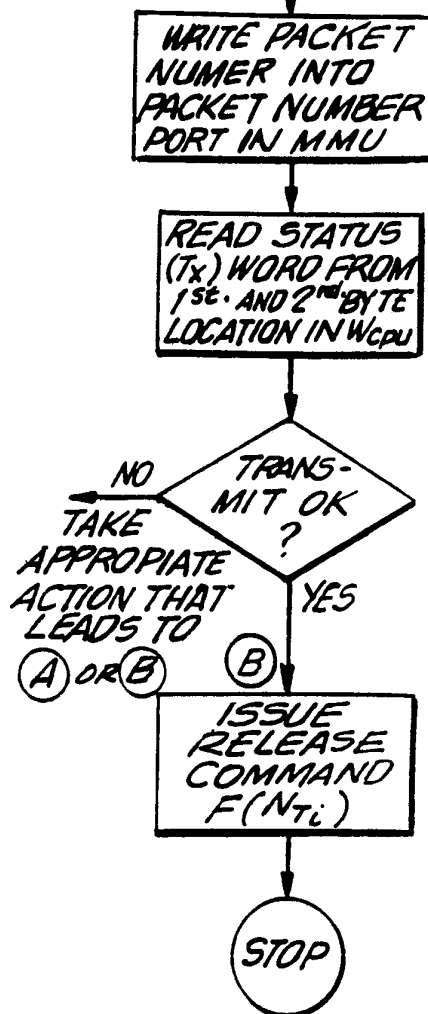 WRITE PACKET
NUMER INTO
PACKET NUMBER
PORT IN MMU
READ STATUS
(Tx) WORD FROM
1st. AND 2nd. BYTE
LOCATION IN WCPU
TRANS-
MIT OK
?
NO
TAKE
APPROPIATE
ACTION THAT
LEADS TO
A OR B
YES
B
ISSUE
RELEASE
COMMAND
F(NTi)
STOP